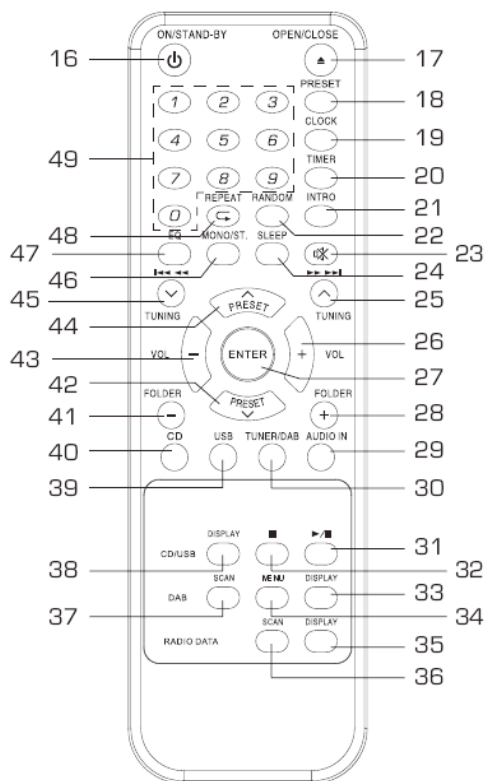 ON/STAND-BY OPEN/CLOSE
16 17
PRESET
1 2 3 18
CLOCK
49 4 5 6 19
TIMER
7 8 9 20
REPEAT RANDOM INTRO
0 21
48 22
EQ MONO/ST. SLEEP
47 23
46 24
45 25
TUNING PRESET TUNING
44 26
VOL − ENTER + VOL
43 27
42 PRESET
FOLDER FOLDER
41 − + 28
CD USB TUNER/DAB AUDIO IN
40 29
39 30
DISPLAY ■ ►/II
CD/USB 31
38 32
SCAN MENU DISPLAY
37 DAB 33
34
SCAN DISPLAY
RADIO DATA 35
36